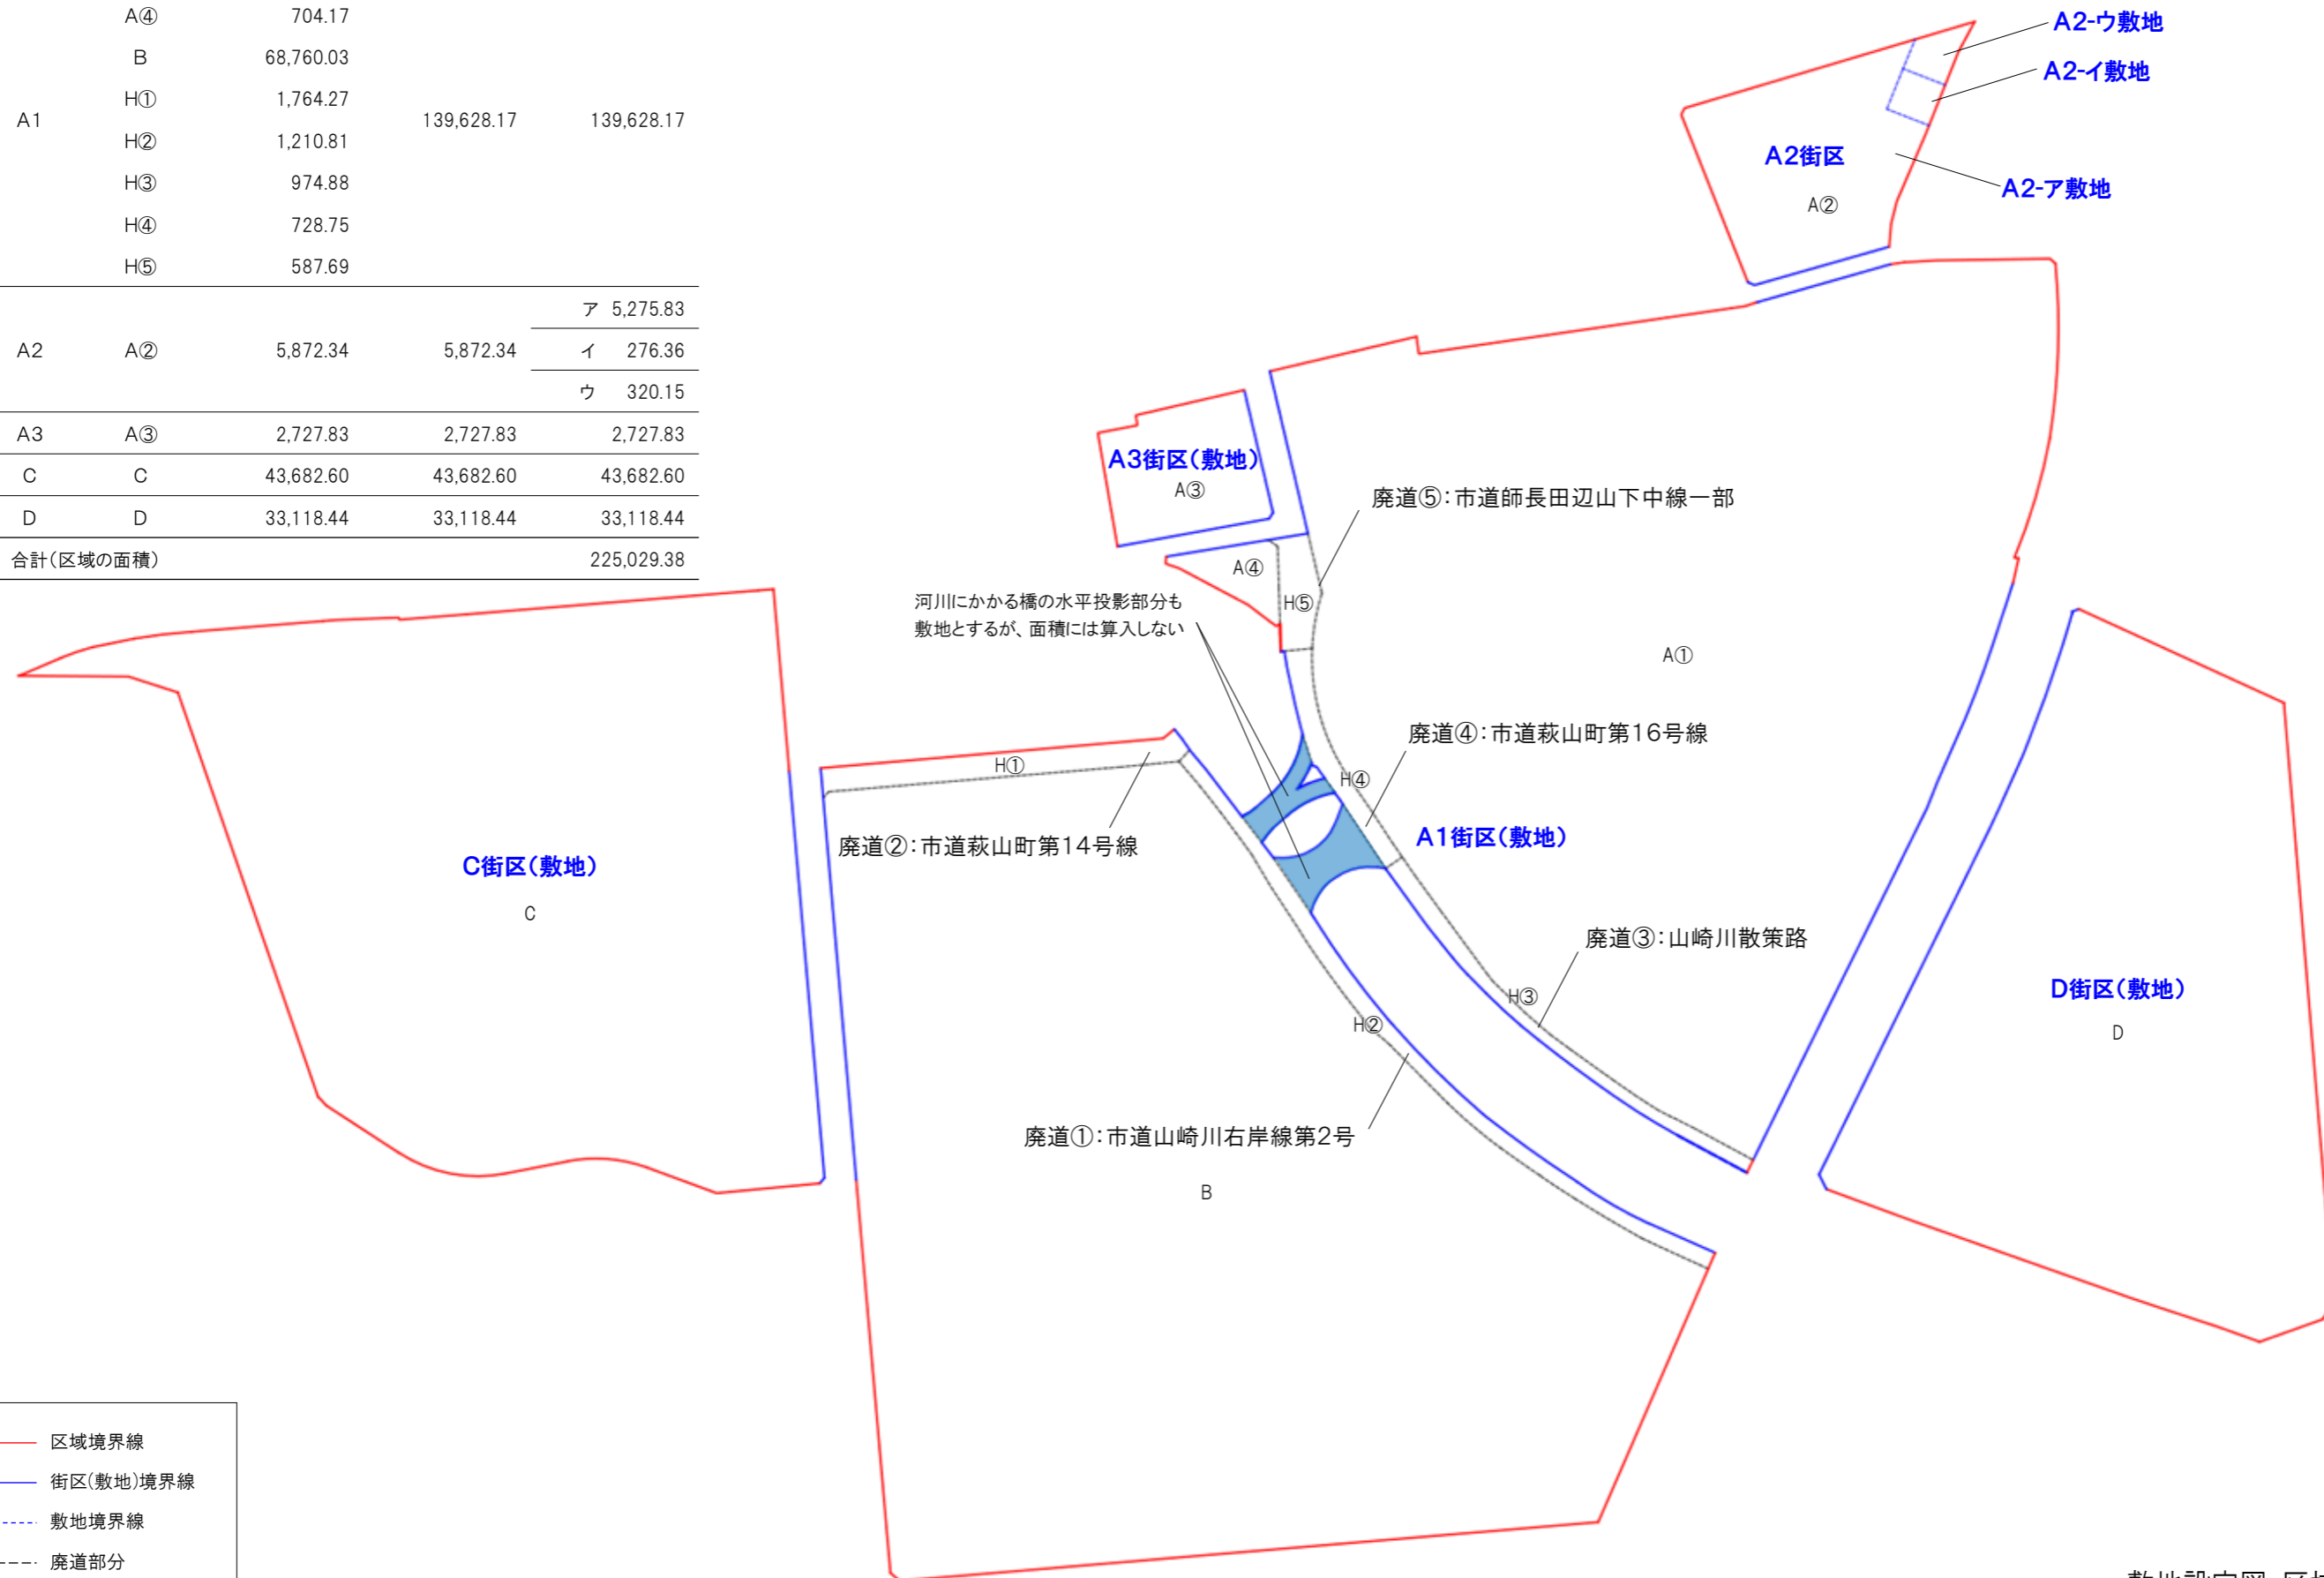 A④ 704.17
B 68,760.03
H① 1,764.27
A1 139,628.17 139,628.17
H② 1,210.81
H③ 974.88
H④ 728.75
H⑤ 587.69
ア 5,275.83
A2 A② 5,872.34 5,872.34 イ 276.36
ウ 320.15
A3 A③ 2,727.83 2,727.83 2,727.83
C C 43,682.60 43,682.60 43,682.60
D D 33,118.44 33,118.44 33,118.44
合計(区域の面積) 225,029.38
A2-ウ敷地
A2-イ敷地
A2街区
A②
A2-ア敷地
A3街区(敷地)
A③
廃道⑤:市道師長田辺山下中線一部
A④
H⑤
河川にかかる橋の水平投影部分も
敷地とするが、面積には算入しない
A①
廃道④:市道萩山町第16号線
H①
H④
廃道②:市道萩山町第14号線
A1街区(敷地)
C街区(敷地)
C
廃道③:山崎川散策路
H③
D街区(敷地)
D
H②
廃道①:市道山崎川右岸線第2号
B
区域境界線
街区(敷地)境界線
敷地境界線
廃道部分